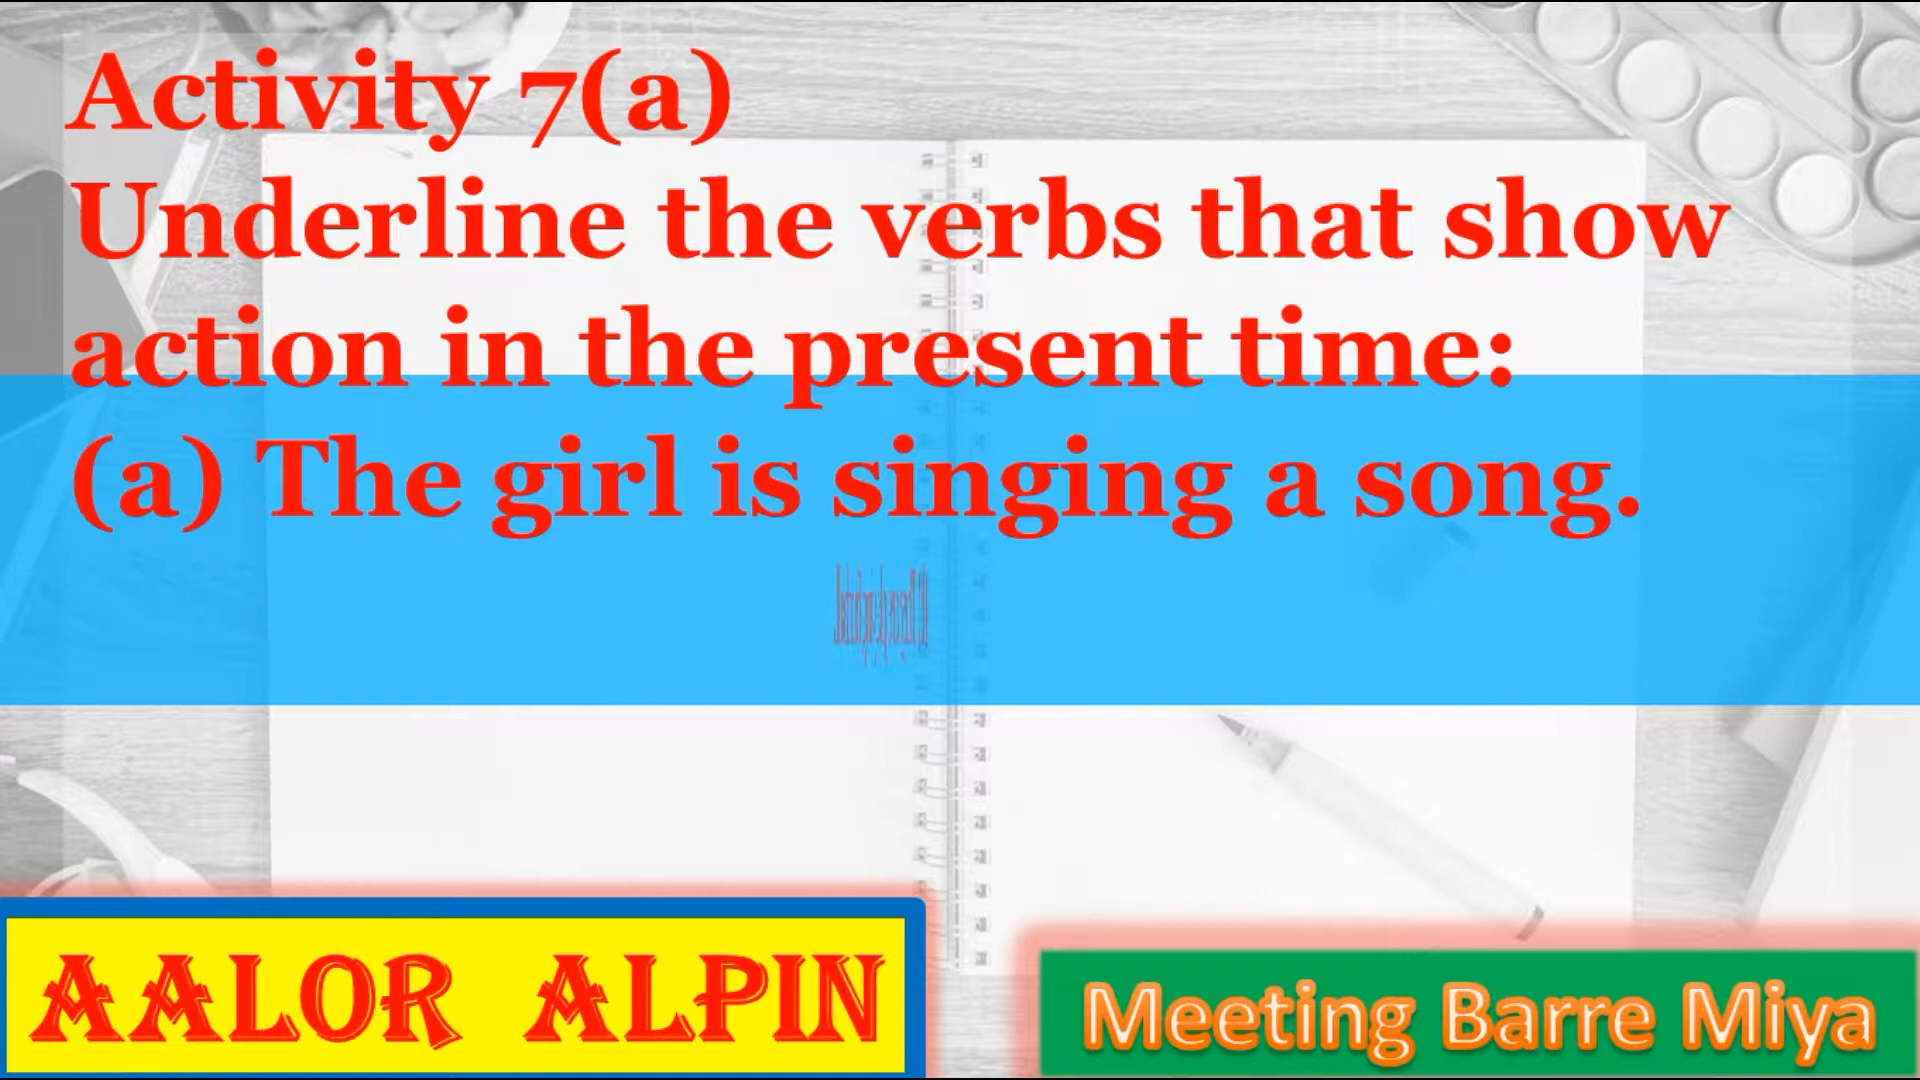 Activity 7(a)
Underline the verbs that show
action in the present time:
(a) The girl is singing a song.
AALOR ALPIN
Meeting Barre Miya